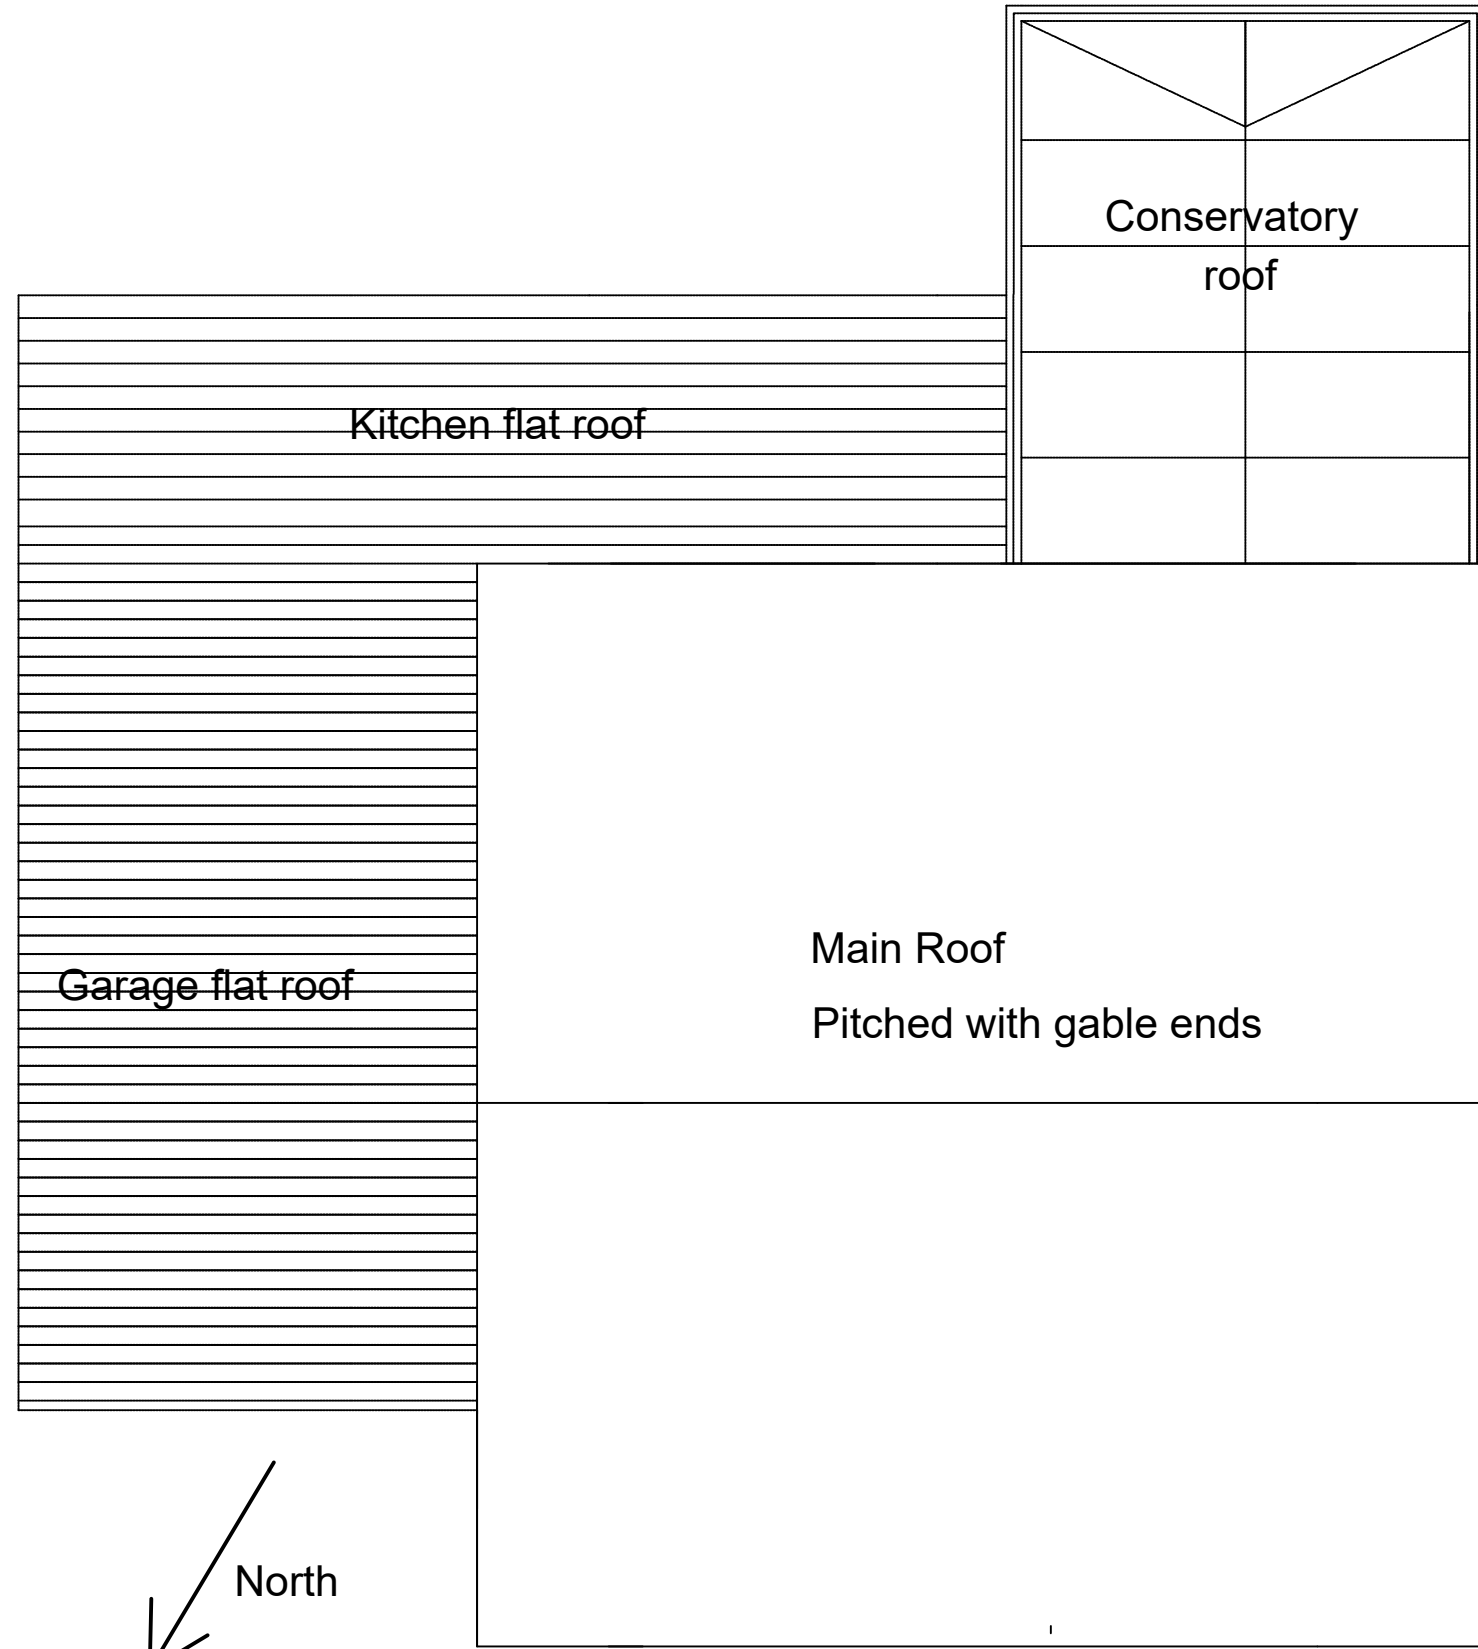 Conservatory
roof
Kitchen flat roof
Main Roof
Garage flat roof
Pitched with gable ends
North